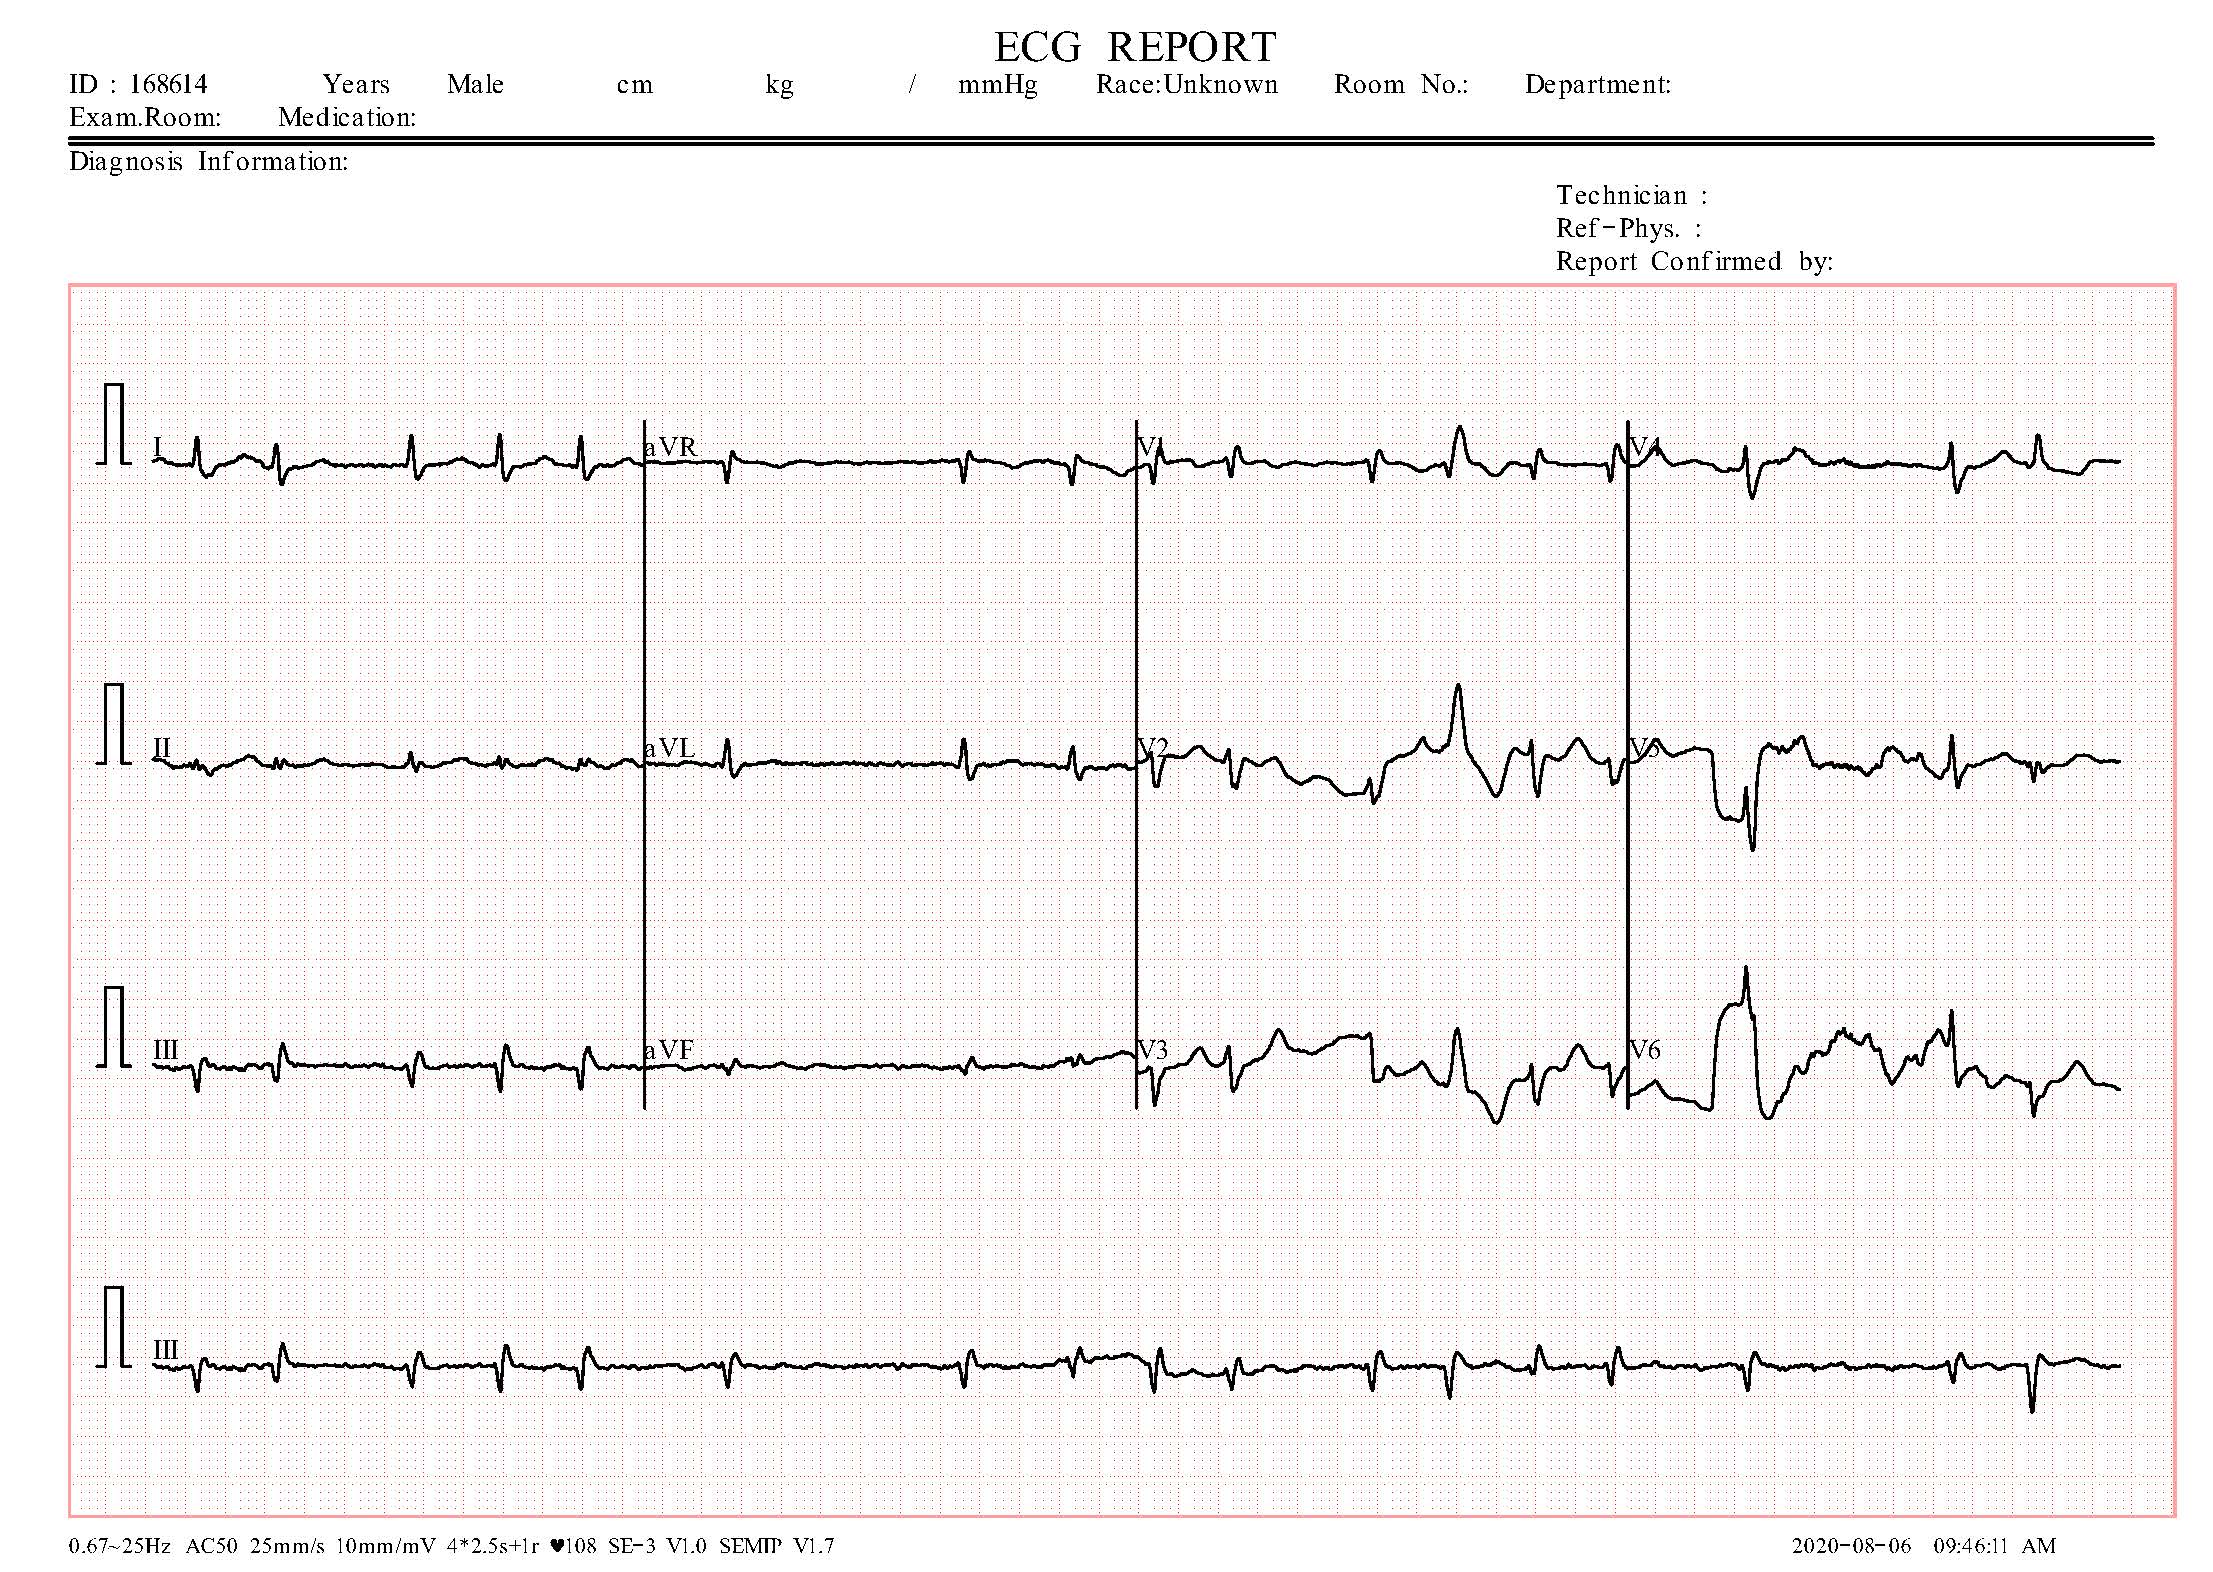 ECG REPORT
ID : 168614 Years Male cm kg / mmHg Race:Unknown Room No.: Department:
Exam.Room: Medication:
Diagnosis Information:
Technician :
Ref-Phys. :
Report Confirmed by:
I aVR V1 V4
II aVL V2 V5
III aVF V3 V6
III
0.67~25Hz AC50 25mm/s 10mm/mV 4*2.5s+1r ♥108 SE-3 V1.0 SEMIP V1.7 2020-08-06 09:46:11 AM